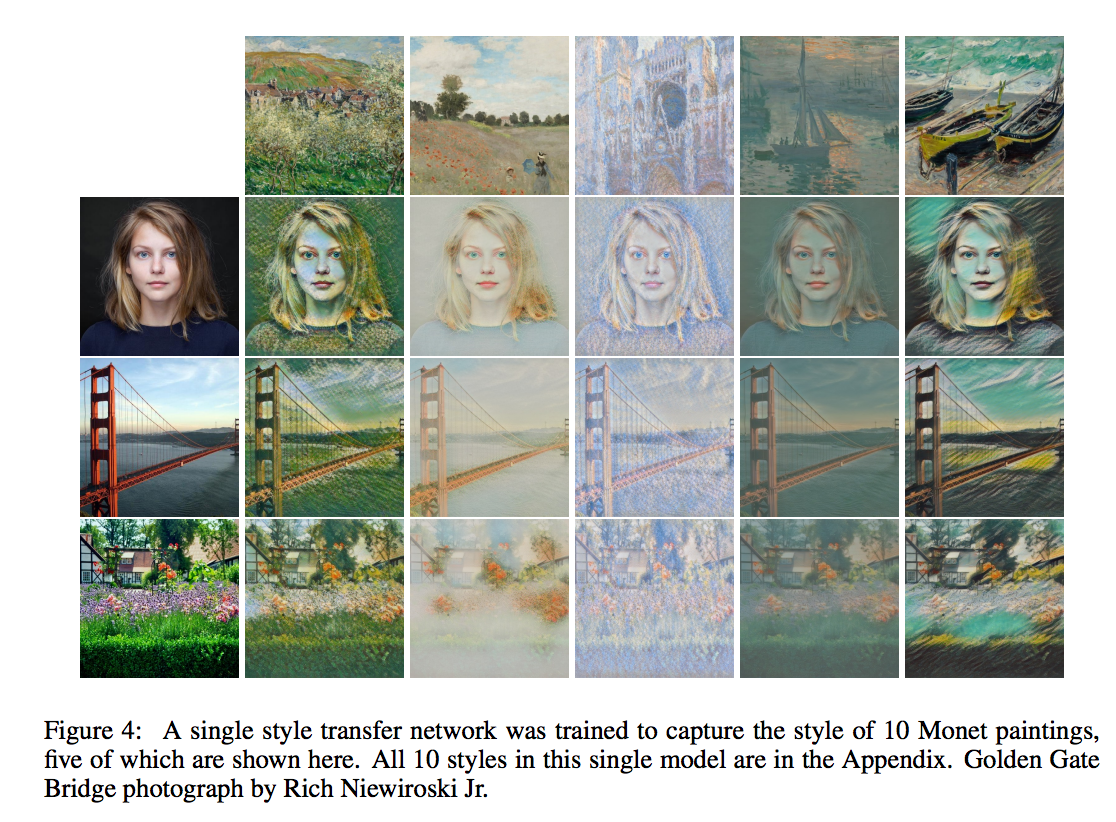 Figure 4: A single style transfer network was trained to capture the style of 10 Monet paintings,
five of which are shown here. All 10 styles in this single model are in the Appendix. Golden Gate
Bridge photograph by Rich Niewiroski Jr.